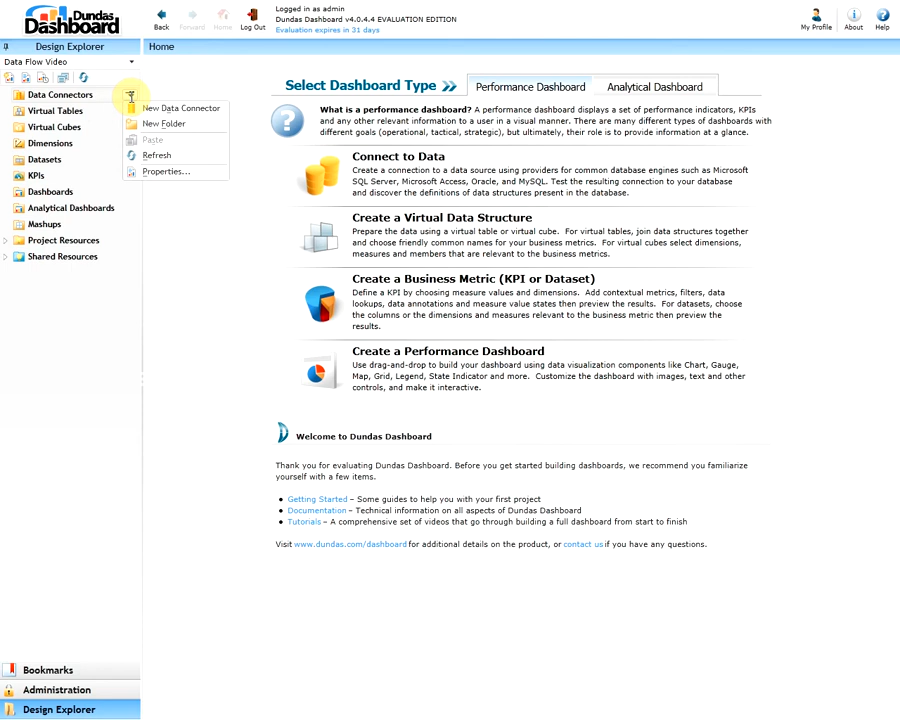 Dundas Dashboard
Back
Forward
Home
Log Out
Logged in as admin
Dundas Dashboard v4.0.4.4 EVALUATION EDITION
Evaluation expires in 31 days
My Profile
About
Help
Design Explorer
Home
Data Flow Video
Data Connectors
Virtual Tables
Virtual Cubes
Dimensions
Datasets
KPIs
Dashboards
Analytical Dashboards
Mashups
Project Resources
Shared Resources
New Data Connector
New Folder
Paste
Refresh
Properties...
Select Dashboard Type
Performance Dashboard
Analytical Dashboard
What is a performance dashboard? A performance dashboard displays a set of performance indicators, KPIs
and any other relevant information to a user in a visual manner. There are many different types of dashboards with
different goals (operational, tactical, strategic), but ultimately, their role is to provide information at a glance.
Connect to Data
Create a connection to a data source using providers for common database engines such as Microsoft
SQL Server, Microsoft Access, Oracle, and MySQL. Test the resulting connection to your database
and discover the definitions of data structures present in the database.
Create a Virtual Data Structure
Prepare the data using a virtual table or virtual cube. For virtual tables, join data structures together
and choose friendly common names for your business metrics. For virtual cubes select dimensions,
measures and members that are relevant to the business metric.
Create a Business Metric (KPI or Dataset)
Define a KPI by choosing measure values and dimensions. Add contextual metrics, filters, data
lookups, data annotations and measure value states then preview the results. For datasets, choose
the columns or the dimensions and measures relevant to the business metric then preview the
results.
Create a Performance Dashboard
Use drag-and-drop to build your dashboard using data visualization components like Chart, Gauge,
Map, Grid, Legend, State Indicator and more. Customize the dashboard with images, text and other
controls, and make it interactive.
Welcome to Dundas Dashboard
Thank you for evaluating Dundas Dashboard. Before you get started building dashboards, we recommend you familiarize
yourself with a few items.
• Getting Started – Some guides to help you with your first project
• Documentation – Technical information on all aspects of Dundas Dashboard
• Tutorials – A comprehensive set of videos that go through building a full dashboard from start to finish
Visit www.dundas.com/dashboard for additional details on the product, or contact us if you have any questions.
Bookmarks
Administration
Design Explorer